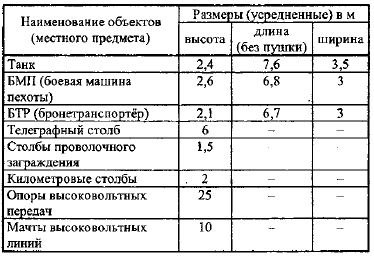 Наименование объектов
(местного предмета)
Размеры (усредненные) в м
высота
длина
(без пушки)
ширина
Танк 2,4 7,6 3,5
БМП (боевая машина
пехоты) 2,6 6,8 3
БТР (бронетранспортёр) 2,1 6,7 3
Телеграфный столб 6 – –
Столбы проволочного
заграждения 1,5 – –
Километровые столбы 2 – –
Опоры высоковольтных
передач 25 – –
Мачты высоковольтных
линий 10 – –